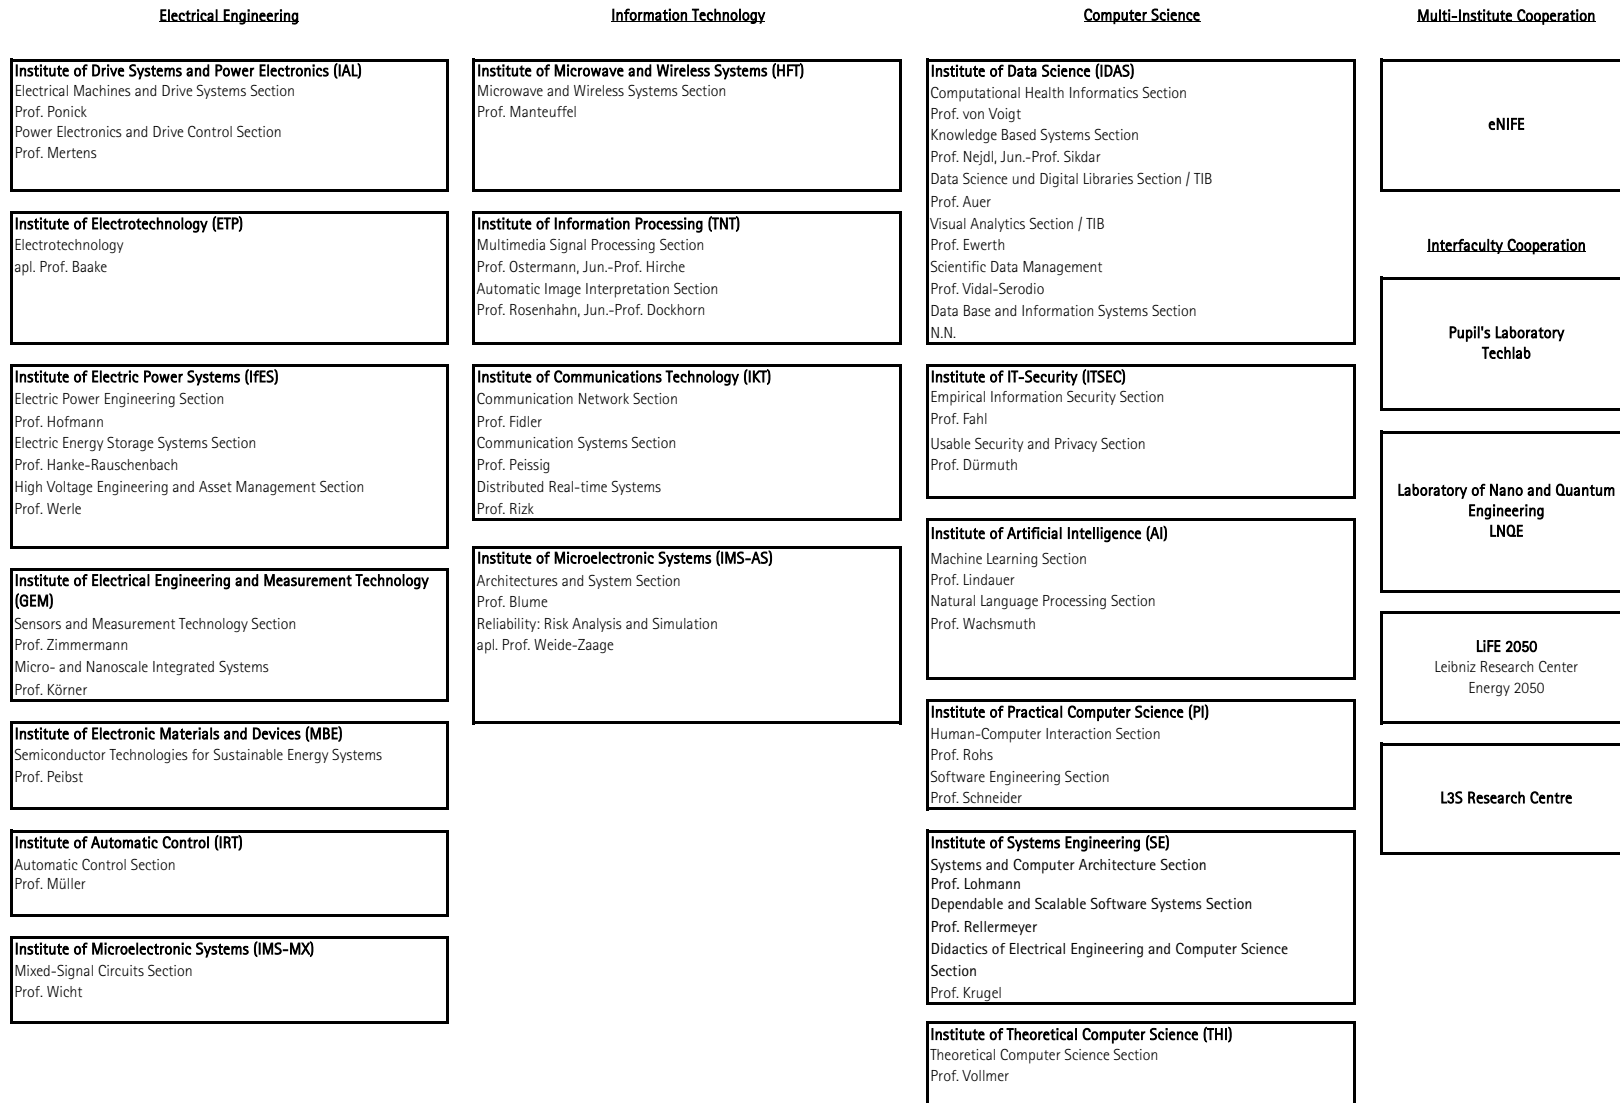 Electrical Engineering
Institute of Drive Systems and Power Electronics (IAL)
Electrical Machines and Drive Systems Section
Prof. Ponick
Power Electronics and Drive Control Section
Prof. Mertens
Institute of Electrotechnology (ETP)
Electrotechnology
apl. Prof. Baake
Institute of Electric Power Systems (IfES)
Electric Power Engineering Section
Prof. Hofmann
Electric Energy Storage Systems Section
Prof. Hanke-Rauschenbach
High Voltage Engineering and Asset Management Section
Prof. Werle
Institute of Electrical Engineering and Measurement Technology
(GEM)
Sensors and Measurement Technology Section
Prof. Zimmermann
Micro- and Nanoscale Integrated Systems
Prof. Körner
Institute of Electronic Materials and Devices (MBE)
Semiconductor Technologies for Sustainable Energy Systems
Prof. Peibst
Institute of Automatic Control (IRT)
Automatic Control Section
Prof. Müller
Institute of Microelectronic Systems (IMS-MX)
Mixed-Signal Circuits Section
Prof. Wicht
Information Technology
Institute of Microwave and Wireless Systems (HFT)
Microwave and Wireless Systems Section
Prof. Manteuffel
Institute of Information Processing (TNT)
Multimedia Signal Processing Section
Prof. Ostermann, Jun.-Prof. Hirche
Automatic Image Interpretation Section
Prof. Rosenhahn, Jun.-Prof. Dockhorn
Institute of Communications Technology (IKT)
Communication Network Section
Prof. Fidler
Communication Systems Section
Prof. Peissig
Distributed Real-time Systems
Prof. Rizk
Institute of Microelectronic Systems (IMS-AS)
Architectures and System Section
Prof. Blume
Reliability: Risk Analysis and Simulation
apl. Prof. Weide-Zaage
Computer Science
Institute of Data Science (IDAS)
Computational Health Informatics Section
Prof. von Voigt
Knowledge Based Systems Section
Prof. Nejdl, Jun.-Prof. Sikdar
Data Science und Digital Libraries Section / TIB
Prof. Auer
Visual Analytics Section / TIB
Prof. Ewerth
Scientific Data Management
Prof. Vidal-Serodio
Data Base and Information Systems Section
N.N.
Institute of IT-Security (ITSEC)
Empirical Information Security Section
Prof. Fahl
Usable Security and Privacy Section
Prof. Dürmuth
Institute of Artificial Intelligence (AI)
Machine Learning Section
Prof. Lindauer
Natural Language Processing Section
Prof. Wachsmuth
Institute of Practical Computer Science (PI)
Human-Computer Interaction Section
Prof. Rohs
Software Engineering Section
Prof. Schneider
Institute of Systems Engineering (SE)
Systems and Computer Architecture Section
Prof. Lohmann
Dependable and Scalable Software Systems Section
Prof. Rellermeyer
Didactics of Electrical Engineering and Computer Science
Section
Prof. Krugel
Institute of Theoretical Computer Science (THI)
Theoretical Computer Science Section
Prof. Vollmer
Multi-Institute Cooperation
eNIFE
Interfaculty Cooperation
Pupil's Laboratory
Techlab
Laboratory of Nano and Quantum
Engineering
LNQE
LiFE 2050
Leibniz Research Center
Energy 2050
L3S Research Centre